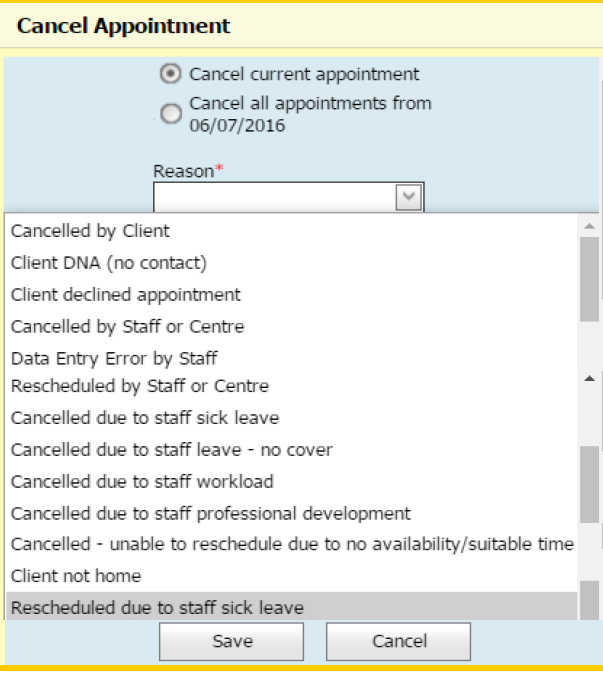 Cancel Appointment
Cancel current appointment
Cancel all appointments from
06/07/2016
Reason*
Cancelled by Client
Client DNA (no contact)
Client declined appointment
Cancelled by Staff or Centre
Data Entry Error by Staff
Rescheduled by Staff or Centre
Cancelled due to staff sick leave
Cancelled due to staff leave - no cover
Cancelled due to staff workload
Cancelled due to staff professional development
Cancelled - unable to reschedule due to no availability/suitable time
Client not home
Rescheduled due to staff sick leave
Save Cancel